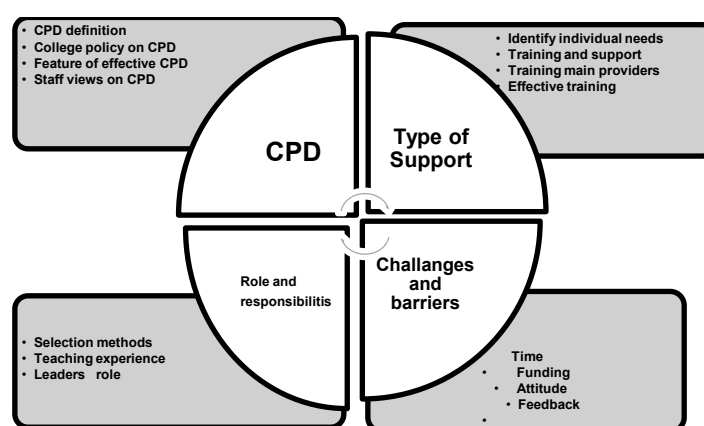 • CPD definition
• College policy on CPD
• Feature of effective CPD
• Staff views on CPD
• Identify individual needs
• Training and support
• Training main providers
• Effective training
CPD
Type of
Support
Role and
responsibilitis
Challanges
and
barriers
• Selection methods
• Teaching experience
• Leaders role
Time
• Funding
• Attitude
• Feedback
•